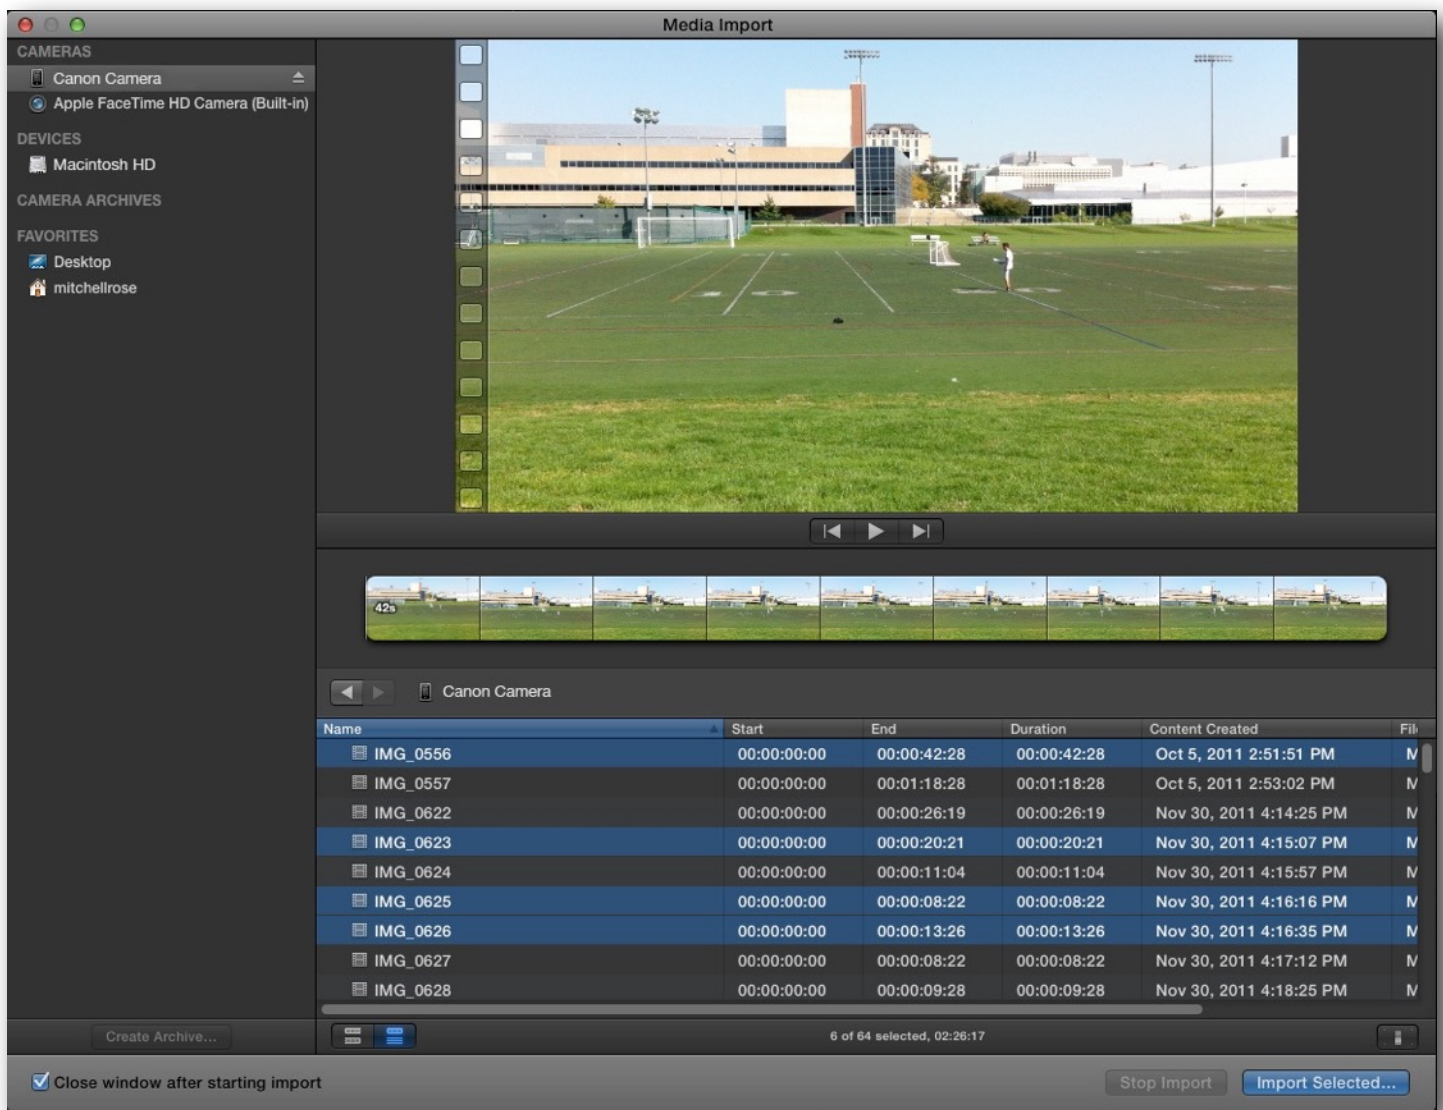 Media Import
CAMERAS
Canon Camera
Apple FaceTime HD Camera (Built-in)
DEVICES
Macintosh HD
CAMERA ARCHIVES
FAVORITES
Desktop
mitchellrose
42s
Canon Camera
Name Start End Duration Content Created File
IMG_0556 00:00:00:00 00:00:42:28 00:00:42:28 Oct 5, 2011 2:51:51 PM M
IMG_0557 00:00:00:00 00:01:18:28 00:01:18:28 Oct 5, 2011 2:53:02 PM M
IMG_0622 00:00:00:00 00:00:26:19 00:00:26:19 Nov 30, 2011 4:14:25 PM M
IMG_0623 00:00:00:00 00:00:20:21 00:00:20:21 Nov 30, 2011 4:15:07 PM M
IMG_0624 00:00:00:00 00:00:11:04 00:00:11:04 Nov 30, 2011 4:15:57 PM M
IMG_0625 00:00:00:00 00:00:08:22 00:00:08:22 Nov 30, 2011 4:16:16 PM M
IMG_0626 00:00:00:00 00:00:13:26 00:00:13:26 Nov 30, 2011 4:16:35 PM M
IMG_0627 00:00:00:00 00:00:08:22 00:00:08:22 Nov 30, 2011 4:17:12 PM M
IMG_0628 00:00:00:00 00:00:09:28 00:00:09:28 Nov 30, 2011 4:18:25 PM M
Create Archive...
6 of 64 selected, 02:26:17
Close window after starting import
Stop Import
Import Selected...